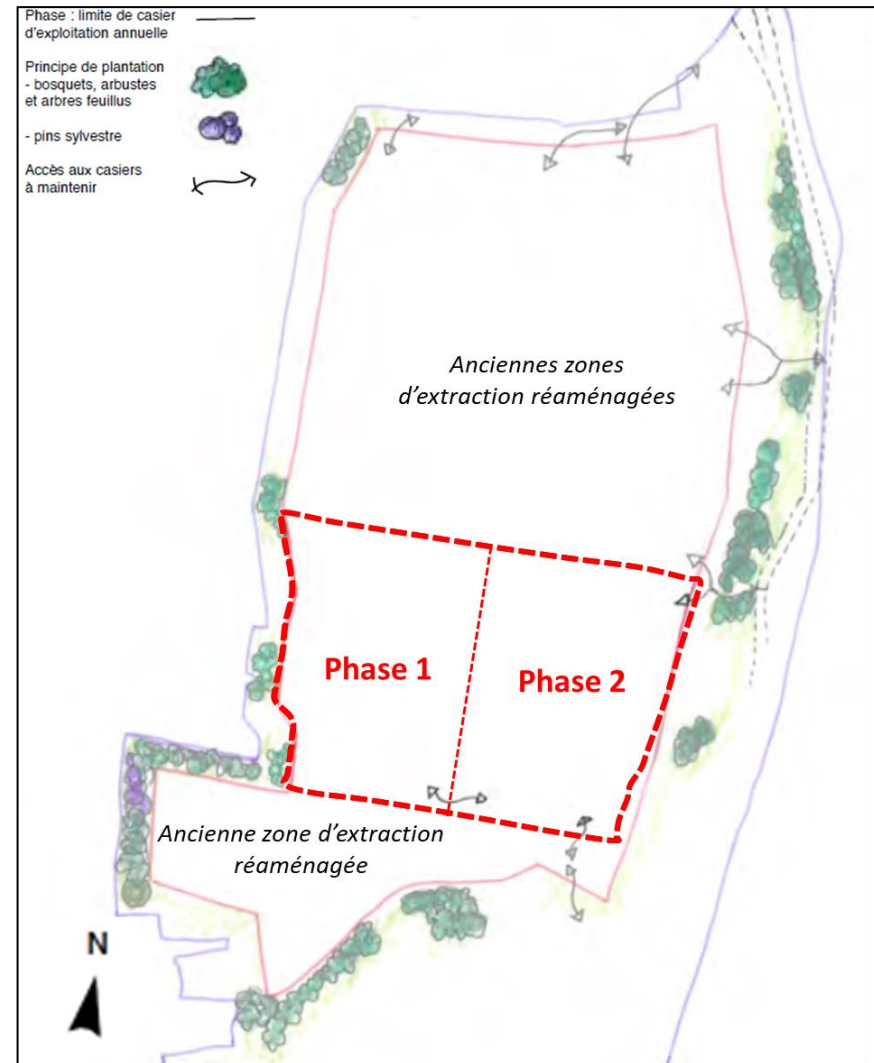 Phase : limite de casier
d'exploitation annuelle
Principe de plantation
- bosquets, arbustes
et arbres feuillus
- pins sylvestre
Accès aux casiers
à maintenir
Anciennes zones
d'extraction réaménagées
Phase 1
Phase 2
Ancienne zone d'extraction
réaménagée
N